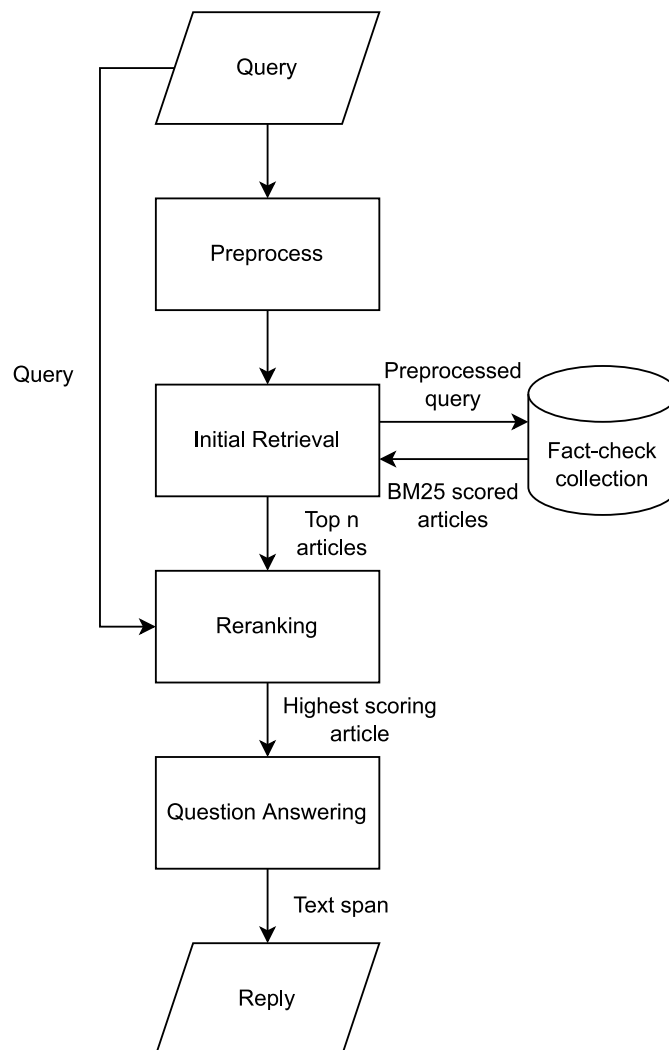 Query
Preprocess
Query
Initial Retrieval
Preprocessed
query
Fact-check
collection
BM25 scored
articles
Top n
articles
Reranking
Highest scoring
article
Question Answering
Text span
Reply